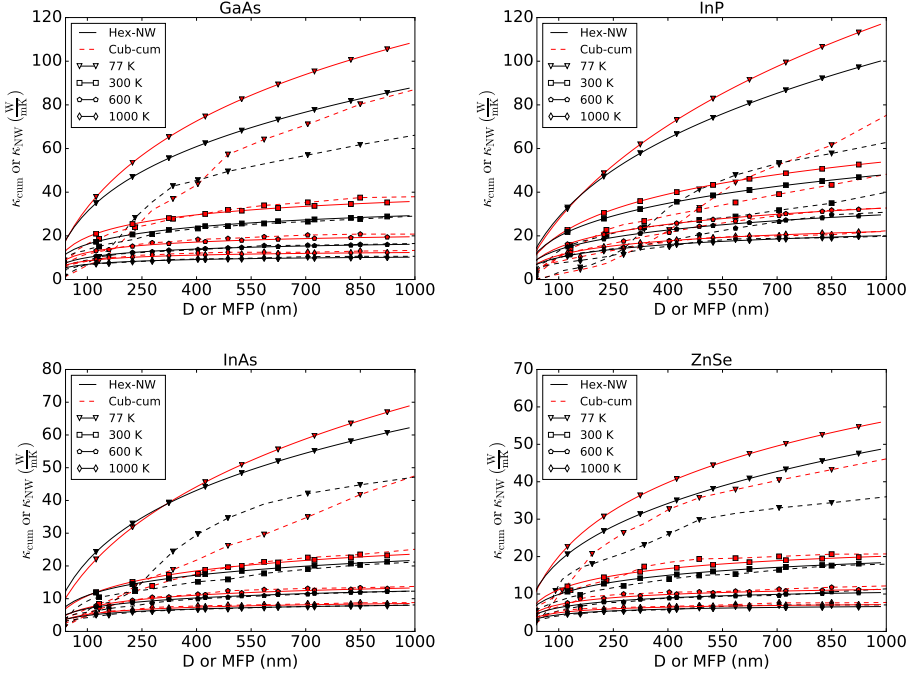 GaAs
120
100
80
60
40
20
0
κcum or κNW (W/mK)
Hex-NW
Cub-cum
77 K
300 K
600 K
1000 K
100 250 400 550 700 850 1000
D or MFP (nm)
InP
120
100
80
60
40
20
0
κcum or κNW (W/mK)
Hex-NW
Cub-cum
77 K
300 K
600 K
1000 K
100 250 400 550 700 850 1000
D or MFP (nm)
InAs
80
70
60
50
40
30
20
10
0
κcum or κNW (W/mK)
Hex-NW
Cub-cum
77 K
300 K
600 K
1000 K
100 250 400 550 700 850 1000
D or MFP (nm)
ZnSe
70
60
50
40
30
20
10
0
κcum or κNW (W/mK)
Hex-NW
Cub-cum
77 K
300 K
600 K
1000 K
100 250 400 550 700 850 1000
D or MFP (nm)